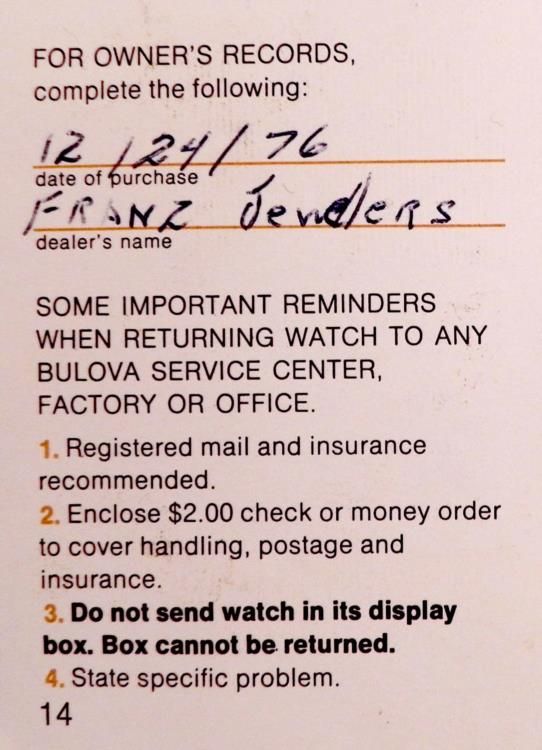 FOR OWNER'S RECORDS,
complete the following:
12/24/76
date of purchase
FRANZ Jewelers
dealer's name
SOME IMPORTANT REMINDERS
WHEN RETURNING WATCH TO ANY
BULOVA SERVICE CENTER,
FACTORY OR OFFICE.
1. Registered mail and insurance
recommended.
2. Enclose $2.00 check or money order
to cover handling, postage and
insurance.
3. Do not send watch in its display
box. Box cannot be returned.
4. State specific problem.
14